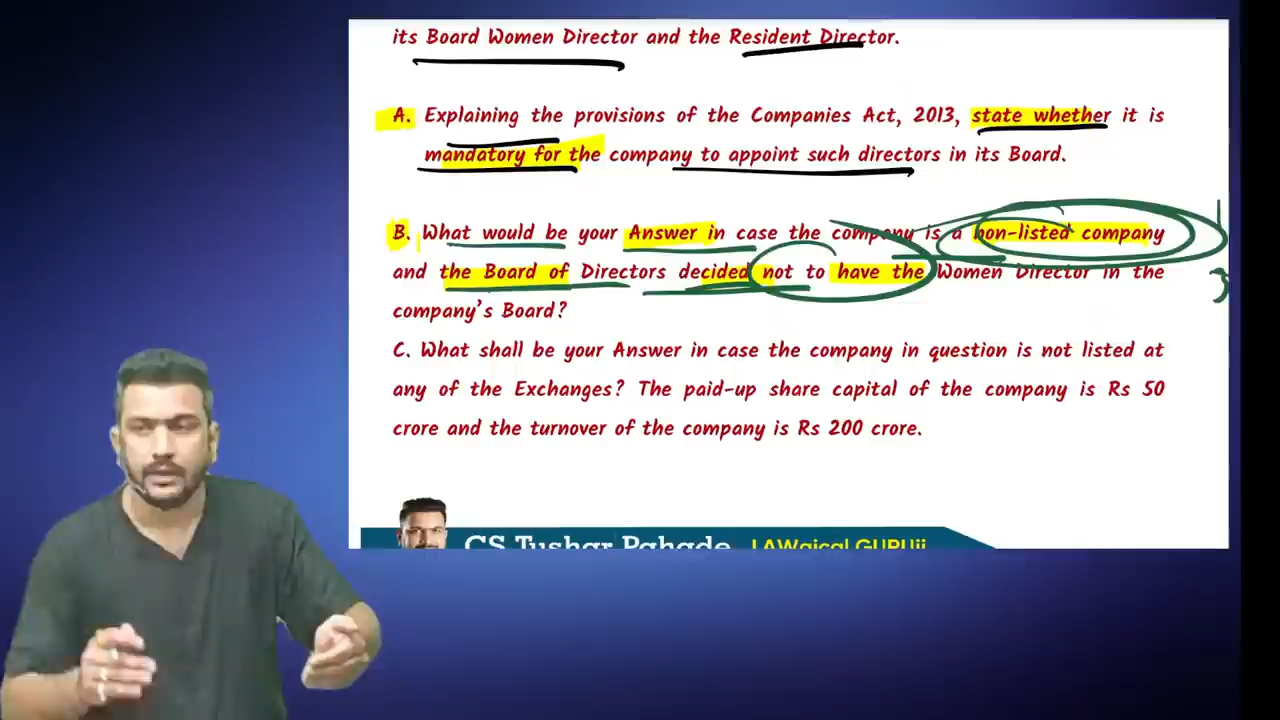 its Board Women Director and the Resident Director.
A. Explaining the provisions of the Companies Act, 2013, state whether it is
mandatory for the company to appoint such directors in its Board.
B. What would be your Answer in case the company is a non-listed company
and the Board of Directors decided not to have the Women Director in the
company's Board?
C. What shall be your Answer in case the company in question is not listed at
any of the Exchanges? The paid-up share capital of the company is Rs 50
crore and the turnover of the company is Rs 200 crore.
CS Tushar Pahade LAWgical GURUji